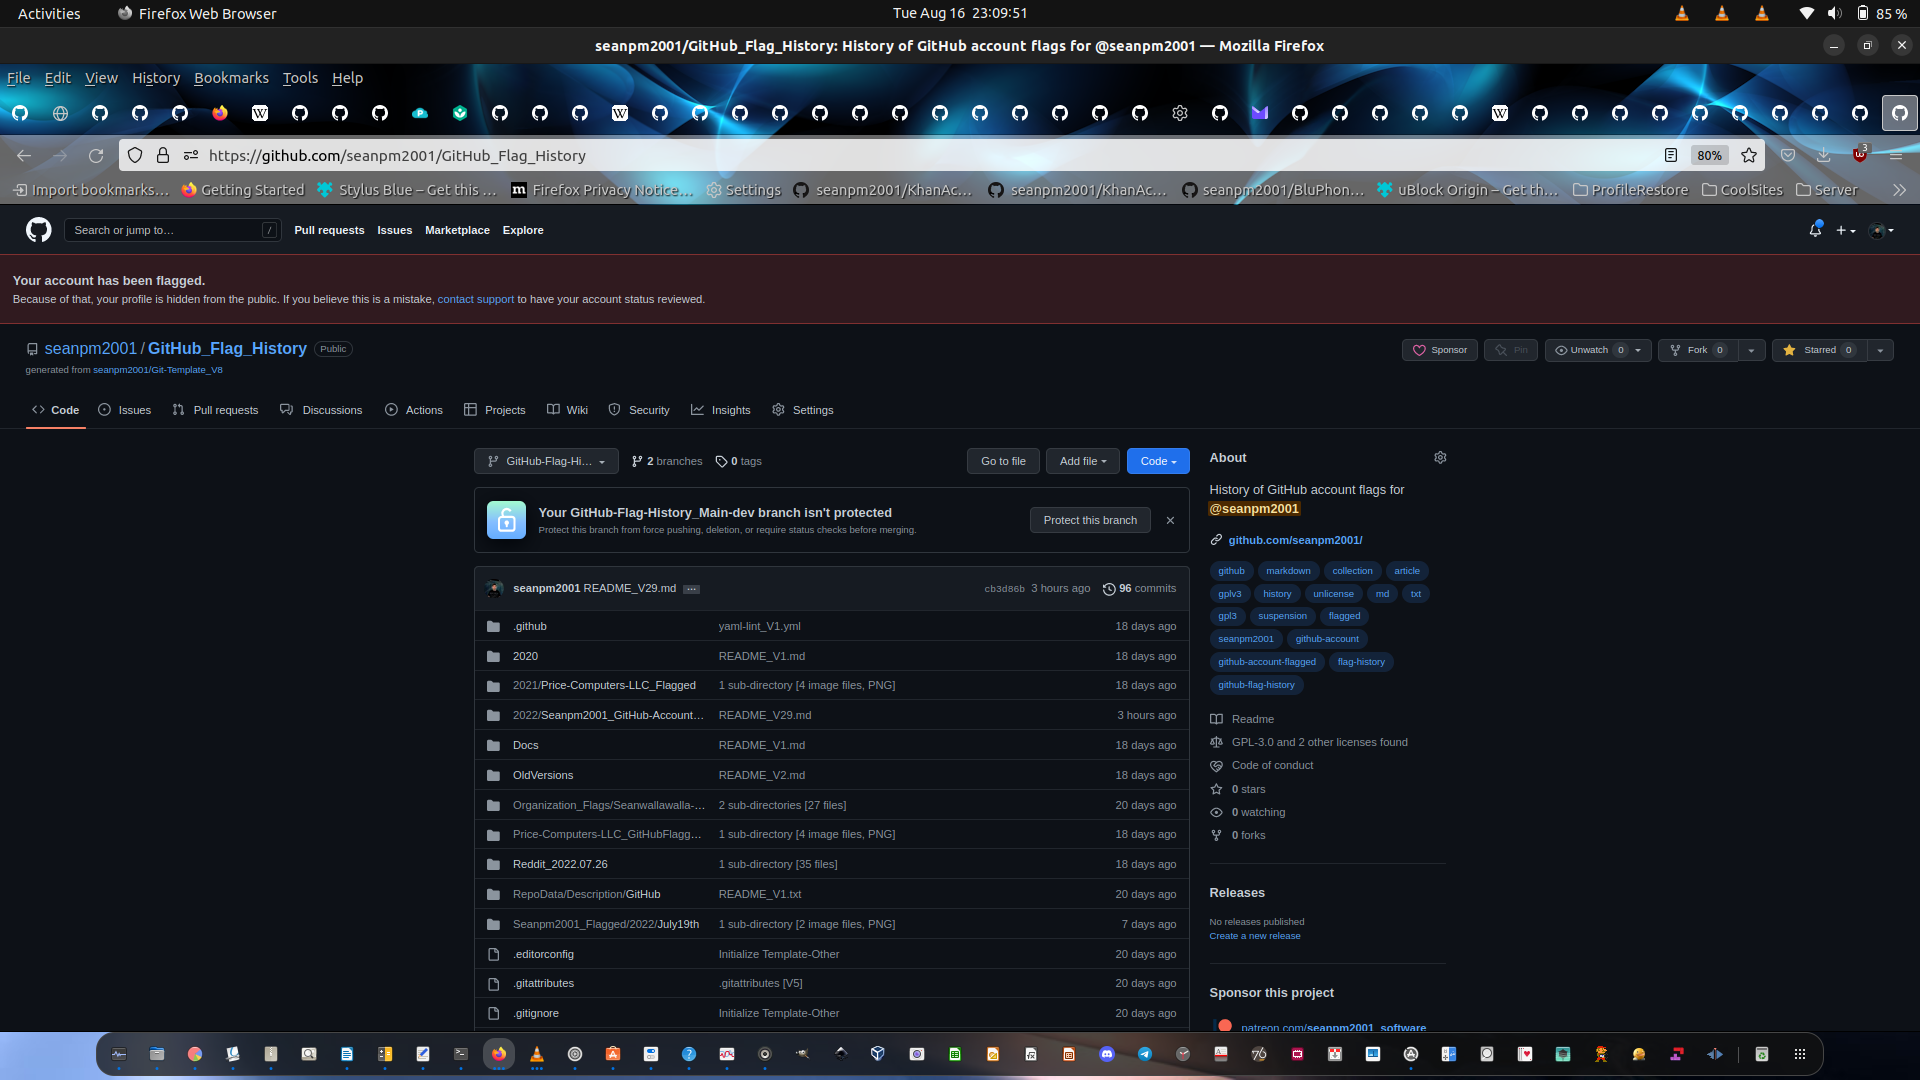 Activities
Firefox Web Browser
Tue Aug 16 23:09:51
85 %
seanpm2001/GitHub_Flag_History: History of GitHub account flags for @seanpm2001 — Mozilla Firefox
File Edit View History Bookmarks Tools Help
https://github.com/seanpm2001/GitHub_Flag_History
80%
3
Import bookmarks…
Getting Started
Stylus Blue – Get this …
Firefox Privacy Notice…
Settings
seanpm2001/KhanAc…
seanpm2001/KhanAc…
seanpm2001/BluPhon…
uBlock Origin – Get th…
ProfileRestore
CoolSites
Server
Search or jump to…
/
Pull requests Issues Marketplace Explore
Your account has been flagged.
Because of that, your profile is hidden from the public. If you believe this is a mistake, contact support to have your account status reviewed.
seanpm2001 / GitHub_Flag_History Public
generated from seanpm2001/Git-Template_V8
Sponsor
Pin
Unwatch 0
Fork 0
Starred 0
Code
Issues
Pull requests
Discussions
Actions
Projects
Wiki
Security
Insights
Settings
GitHub-Flag-Hi…
2 branches
0 tags
Go to file
Add file
Code
Your GitHub-Flag-History_Main-dev branch isn't protected
Protect this branch from force pushing, deletion, or require status checks before merging.
Protect this branch
seanpm2001 README_V29.md … cb3d86b 3 hours ago 96 commits
.github yaml-lint_V1.yml 18 days ago
2020 README_V1.md 18 days ago
2021/Price-Computers-LLC_Flagged 1 sub-directory [4 image files, PNG] 18 days ago
2022/Seanpm2001_GitHub-Account… README_V29.md 3 hours ago
Docs README_V1.md 18 days ago
OldVersions README_V2.md 18 days ago
Organization_Flags/Seanwallawalla-… 2 sub-directories [27 files] 20 days ago
Price-Computers-LLC_GitHubFlagg… 1 sub-directory [4 image files, PNG] 18 days ago
Reddit_2022.07.26 1 sub-directory [35 files] 18 days ago
RepoData/Description/GitHub README_V1.txt 20 days ago
Seanpm2001_Flagged/2022/July19th 1 sub-directory [2 image files, PNG] 7 days ago
.editorconfig Initialize Template-Other 20 days ago
.gitattributes .gitattributes [V5] 20 days ago
.gitignore Initialize Template-Other 20 days ago
About
History of GitHub account flags for
@seanpm2001
github.com/seanpm2001/
github markdown collection article
gplv3 history unlicense md txt
gpl3 suspension flagged
seanpm2001 github-account
github-account-flagged flag-history
github-flag-history
Readme
GPL-3.0 and 2 other licenses found
Code of conduct
0 stars
0 watching
0 forks
Releases
No releases published
Create a new release
Sponsor this project
patreon.com/seanpm2001_software